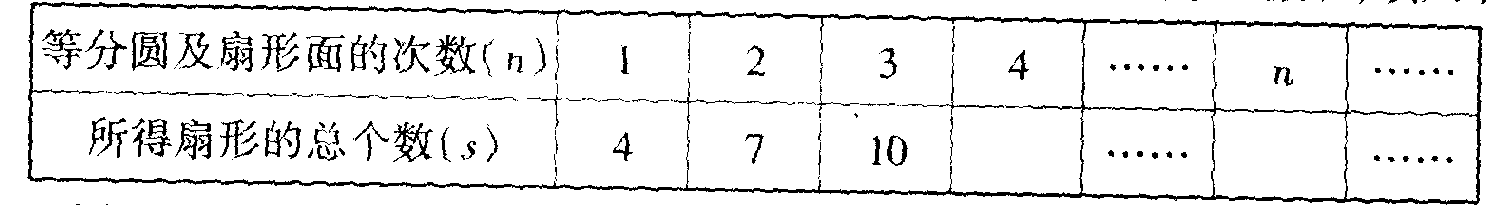 等分圆及扇形面的次数(n) 1 2 3 4 …… n ……
所得扇形的总个数(s) 4 7 10 …… ……